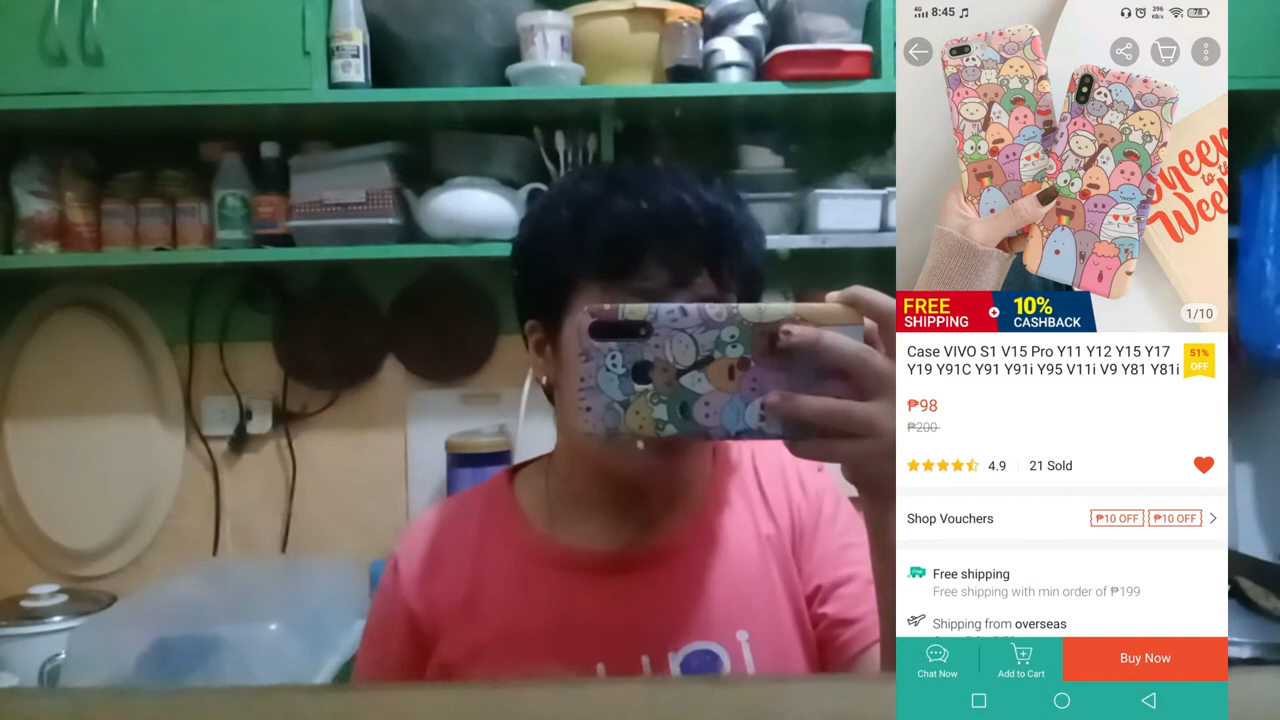 4G 8:45
396
KB/s
78
Week
FREE
SHIPPING
+
10%
CASHBACK
1/10
Case VIVO S1 V15 Pro Y11 Y12 Y15 Y17
Y19 Y91C Y91 Y91i Y95 V11i V9 Y81 Y81i
51%
OFF
₱98
₱200
4.9
21 Sold
Shop Vouchers
₱10 OFF
₱10 OFF
Free shipping
Free shipping with min order of ₱199
Shipping from overseas
Chat Now
Add to Cart
Buy Now